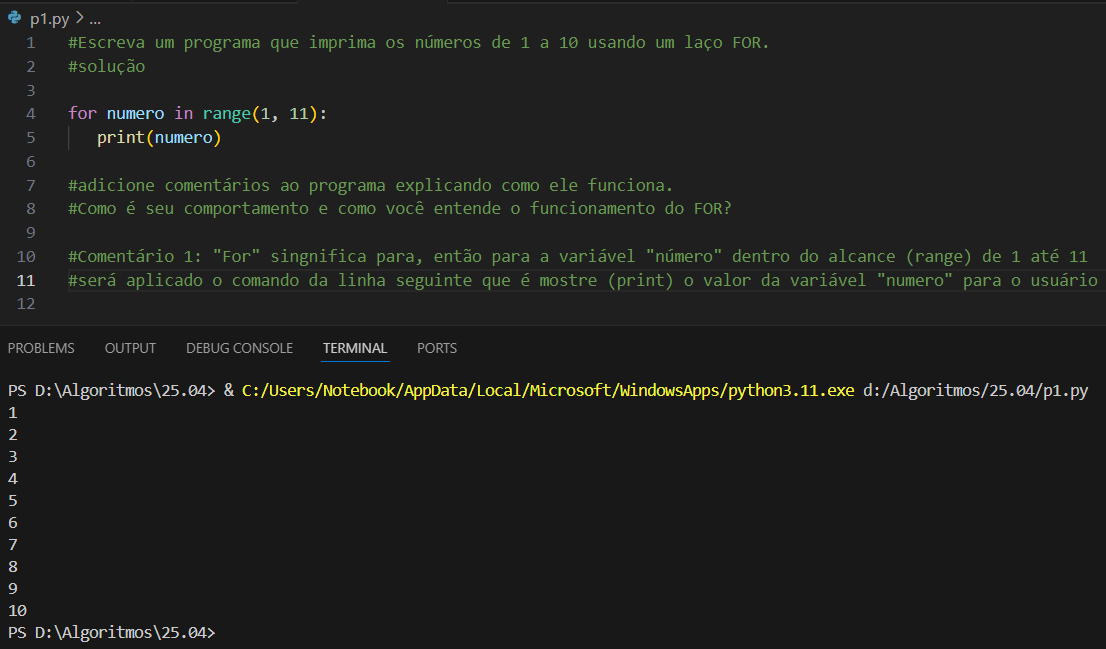 p1.py > ...
1 #Escreva um programa que imprima os números de 1 a 10 usando um laço FOR.
2 #solução
3
4 for numero in range(1, 11):
5 print(numero)
6
7 #adicione comentários ao programa explicando como ele funciona.
8 #Como é seu comportamento e como você entende o funcionamento do FOR?
9
10 #Comentário 1: "For" singnifica para, então para a variável "número" dentro do alcance (range) de 1 até 11
11 #será aplicado o comando da linha seguinte que é mostre (print) o valor da variável "numero" para o usuário
12
PROBLEMS OUTPUT DEBUG CONSOLE TERMINAL PORTS
PS D:\Algoritmos\25.04> & C:/Users/Notebook/AppData/Local/Microsoft/WindowsApps/python3.11.exe d:/Algoritmos/25.04/p1.py
1
2
3
4
5
6
7
8
9
10
PS D:\Algoritmos\25.04>